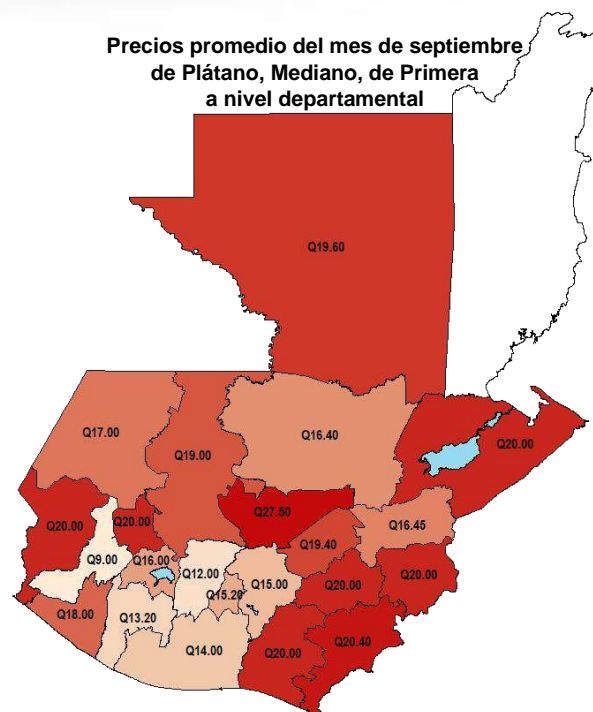 Precios promedio del mes de septiembre
de Plátano, Mediano, de Primera
a nivel departamental
Q19.60
Q17.00
Q19.00
Q16.40
Q20.00
Q27.50
Q20.00
Q20.00
Q16.45
Q19.40
Q9.00
Q16.00
Q12.00
Q20.00
Q15.00
Q20.00
Q15.20
Q18.00
Q13.20
Q20.40
Q14.00
Q20.00